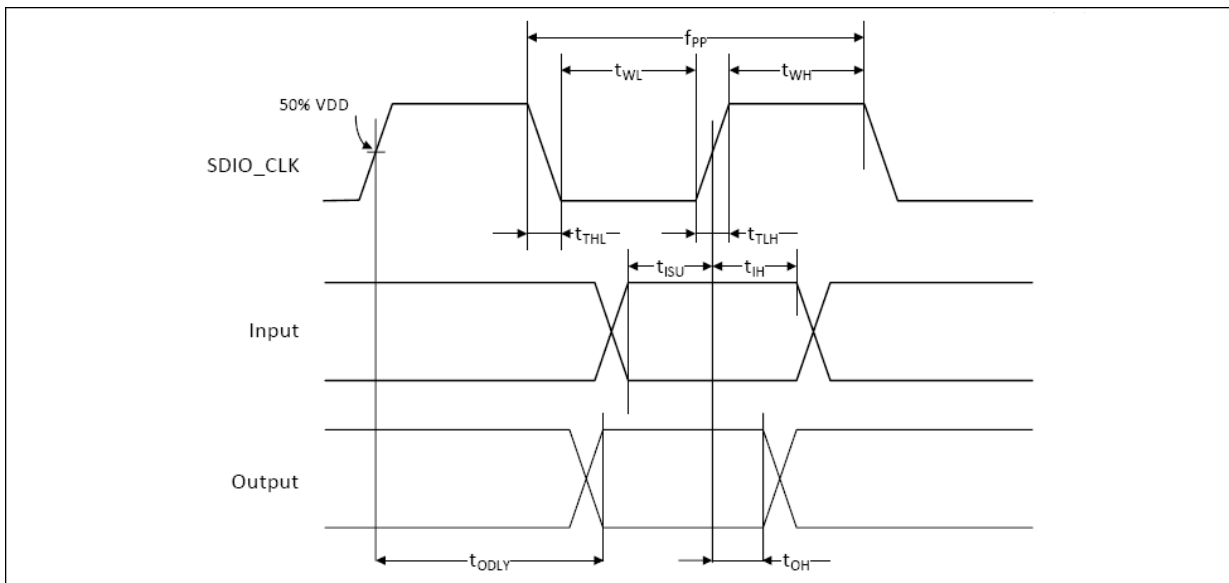 fPP
tWL
tWH
50% VDD
SDIO_CLK
tTHL
tTLH
tISU
tIH
Input
Output
tODLY
tOH